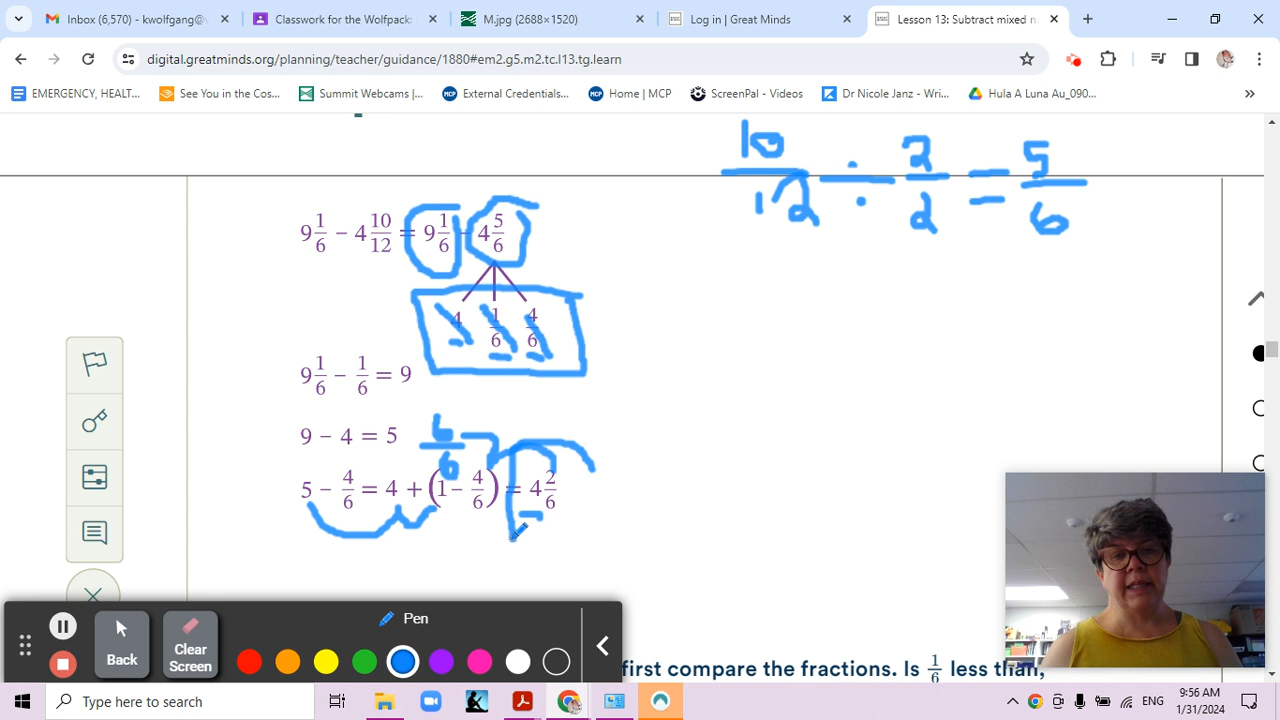 Inbox (6,570) - kwolfgang@ × Classwork for the Wolfpack: × M.jpg (2688×1520) × Log in | Great Minds × Lesson 13: Subtract mixed n ×
digital.greatminds.org/planning/teacher/guidance/1880#em2.g5.m2.tc.l13.tg.learn
EMERGENCY, HEALT... See You in the Cos... Summit Webcams |... External Credentials... Home | MCP ScreenPal - Videos Dr Nicole Janz - Wri... Hula A Luna Au_090...
10/12 ÷ 2/2 = 5/6
9 1/6 − 4 10/12 = 9 1/6 − 4 5/6
4 1/6 4/6
9 1/6 − 1/6 = 9
9 − 4 = 5
6/6
5 − 4/6 = 4 + (1 − 4/6) = 4 2/6
first compare the fractions. Is 1/6 less than,
Pen
Back
Clear Screen
Type here to search
ENG
9:56 AM
1/31/2024